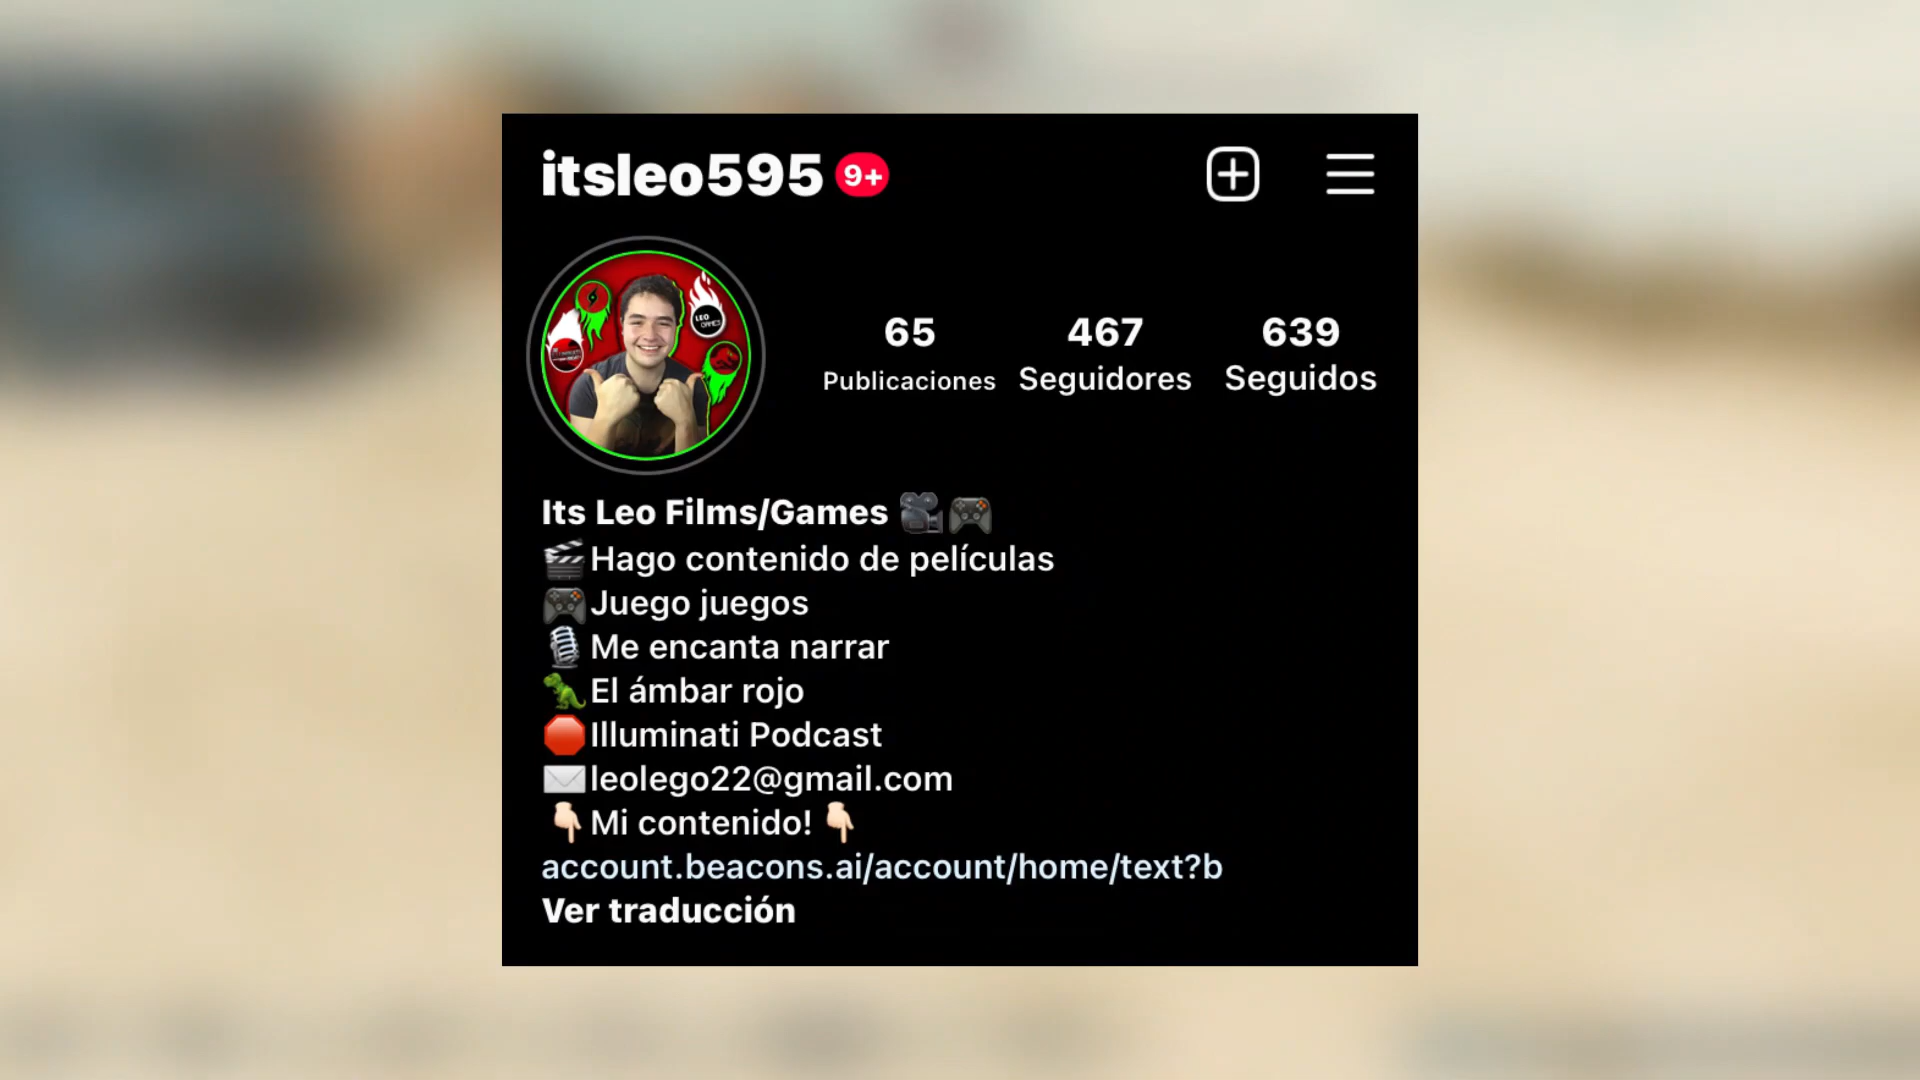 itsleo595 9+
LEO
GAMES
65 467 639
Publicaciones Seguidores Seguidos
Its Leo Films/Games 🎥🎮
🎬Hago contenido de películas
🎮Juego juegos
🎙Me encanta narrar
🦖El ámbar rojo
🛑Illuminati Podcast
✉️leolego22@gmail.com
👇🏻Mi contenido! 👇🏻
account.beacons.ai/account/home/text?b
Ver traducción